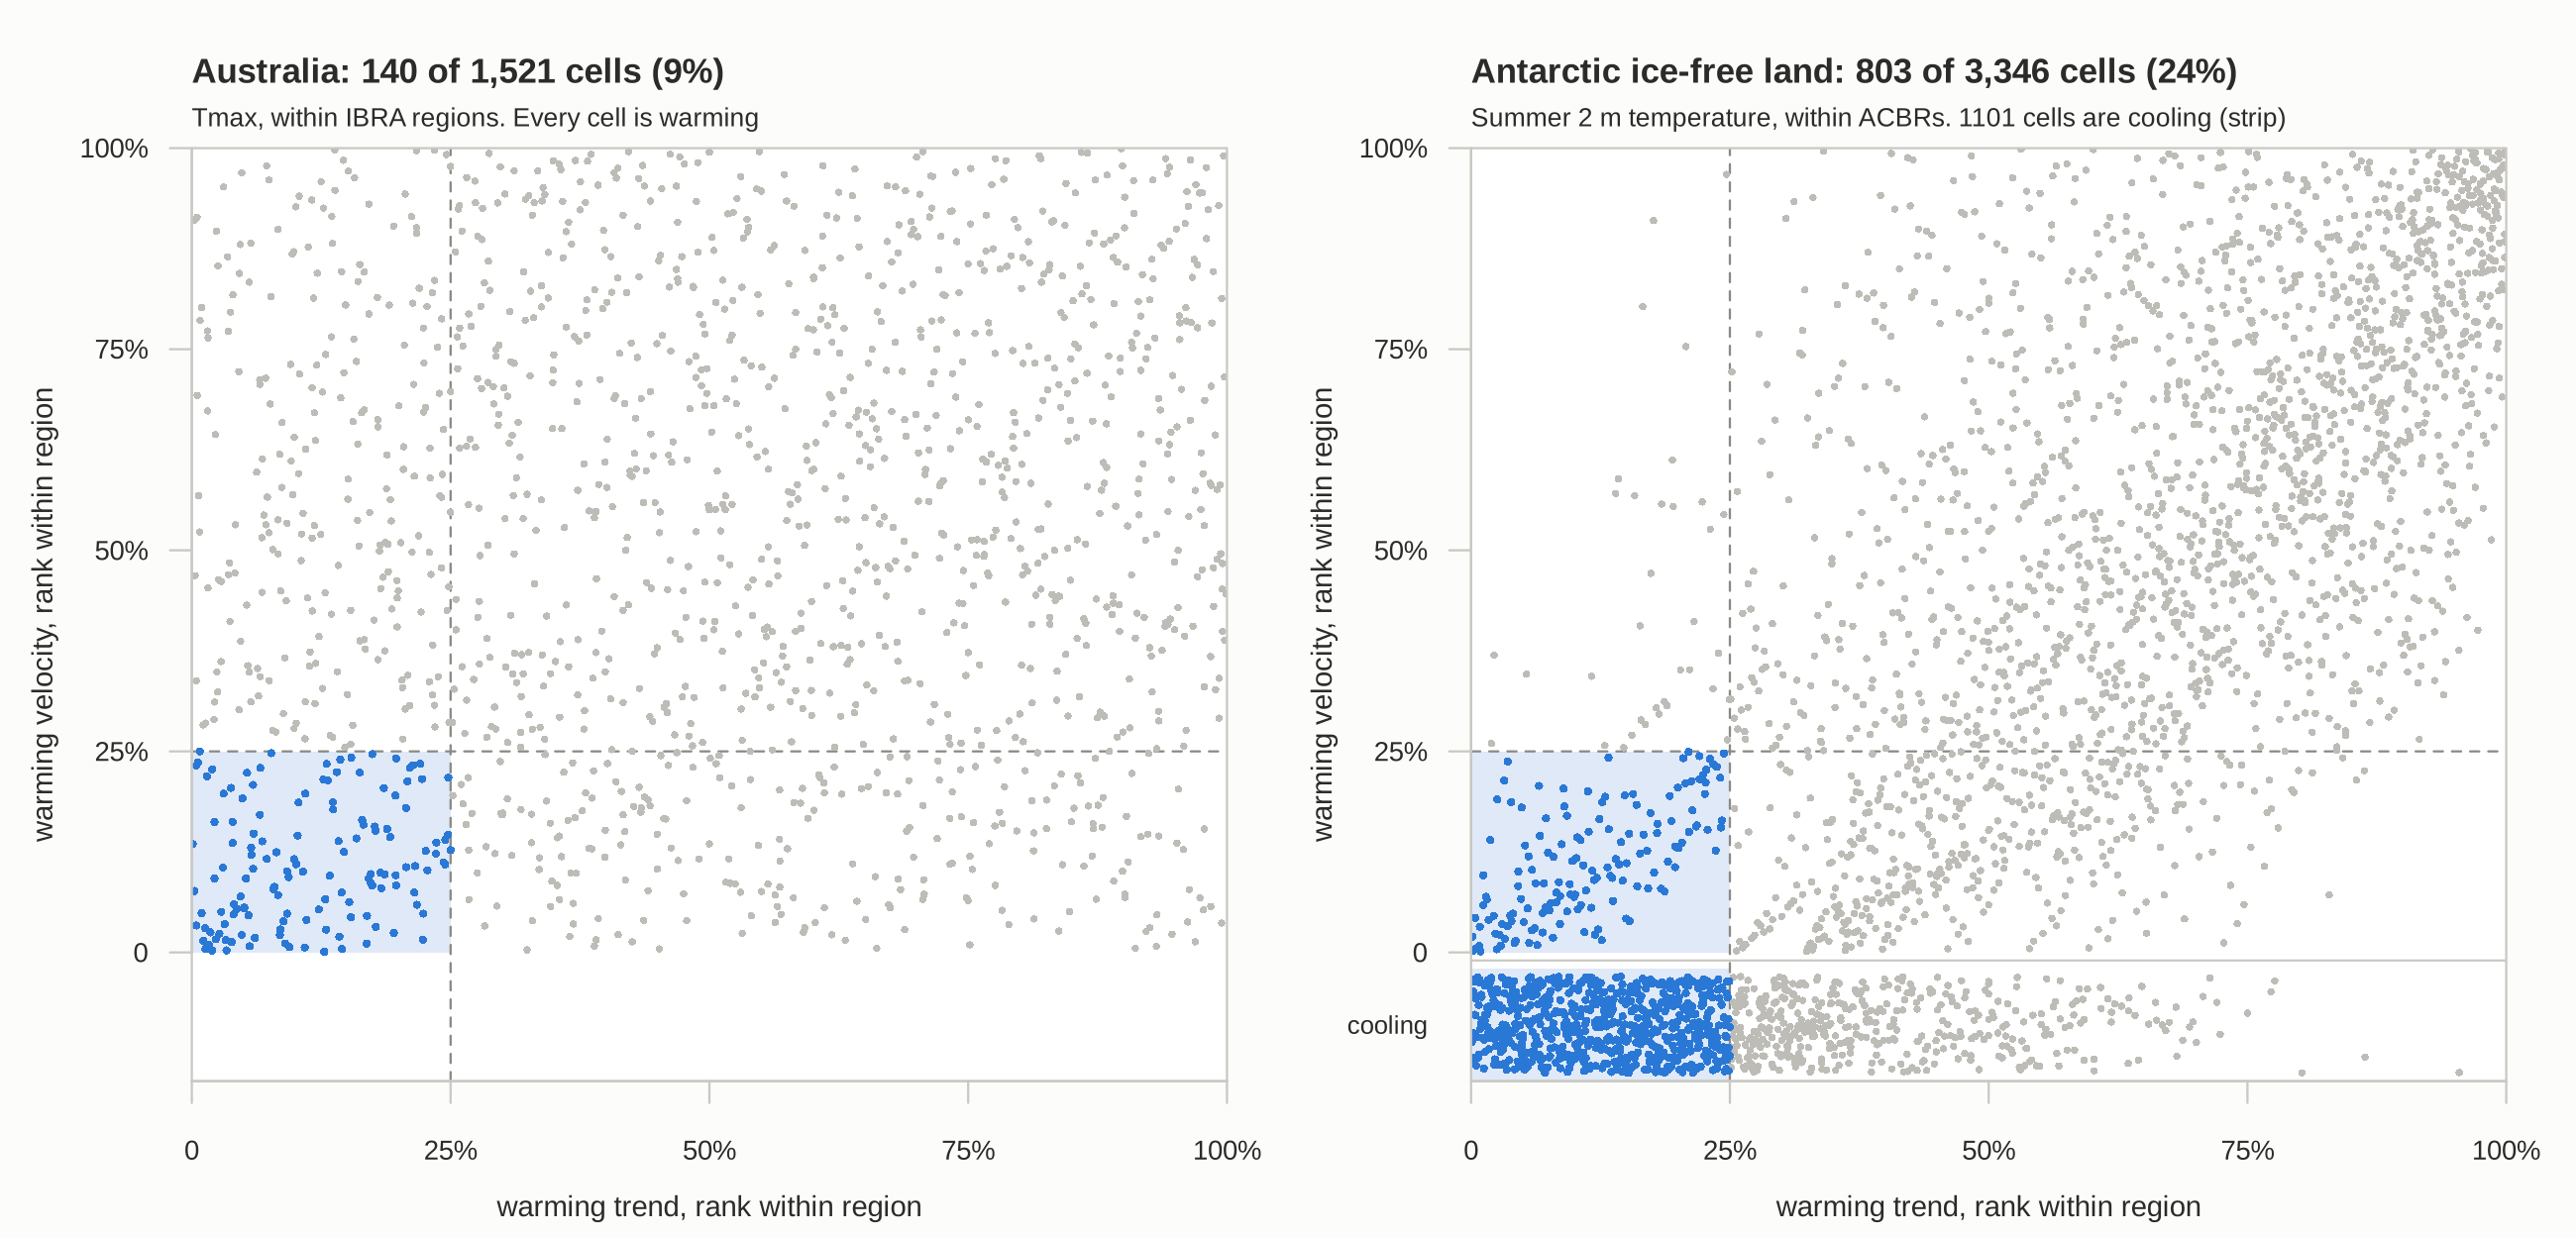 Australia: 140 of 1,521 cells (9%)
Tmax, within IBRA regions. Every cell is warming
100%
75%
50%
25%
0
warming velocity, rank within region
0
25%
50%
75%
100%
warming trend, rank within region
Antarctic ice-free land: 803 of 3,346 cells (24%)
Summer 2 m temperature, within ACBRs. 1101 cells are cooling (strip)
100%
75%
50%
25%
0
cooling
warming velocity, rank within region
0
25%
50%
75%
100%
warming trend, rank within region